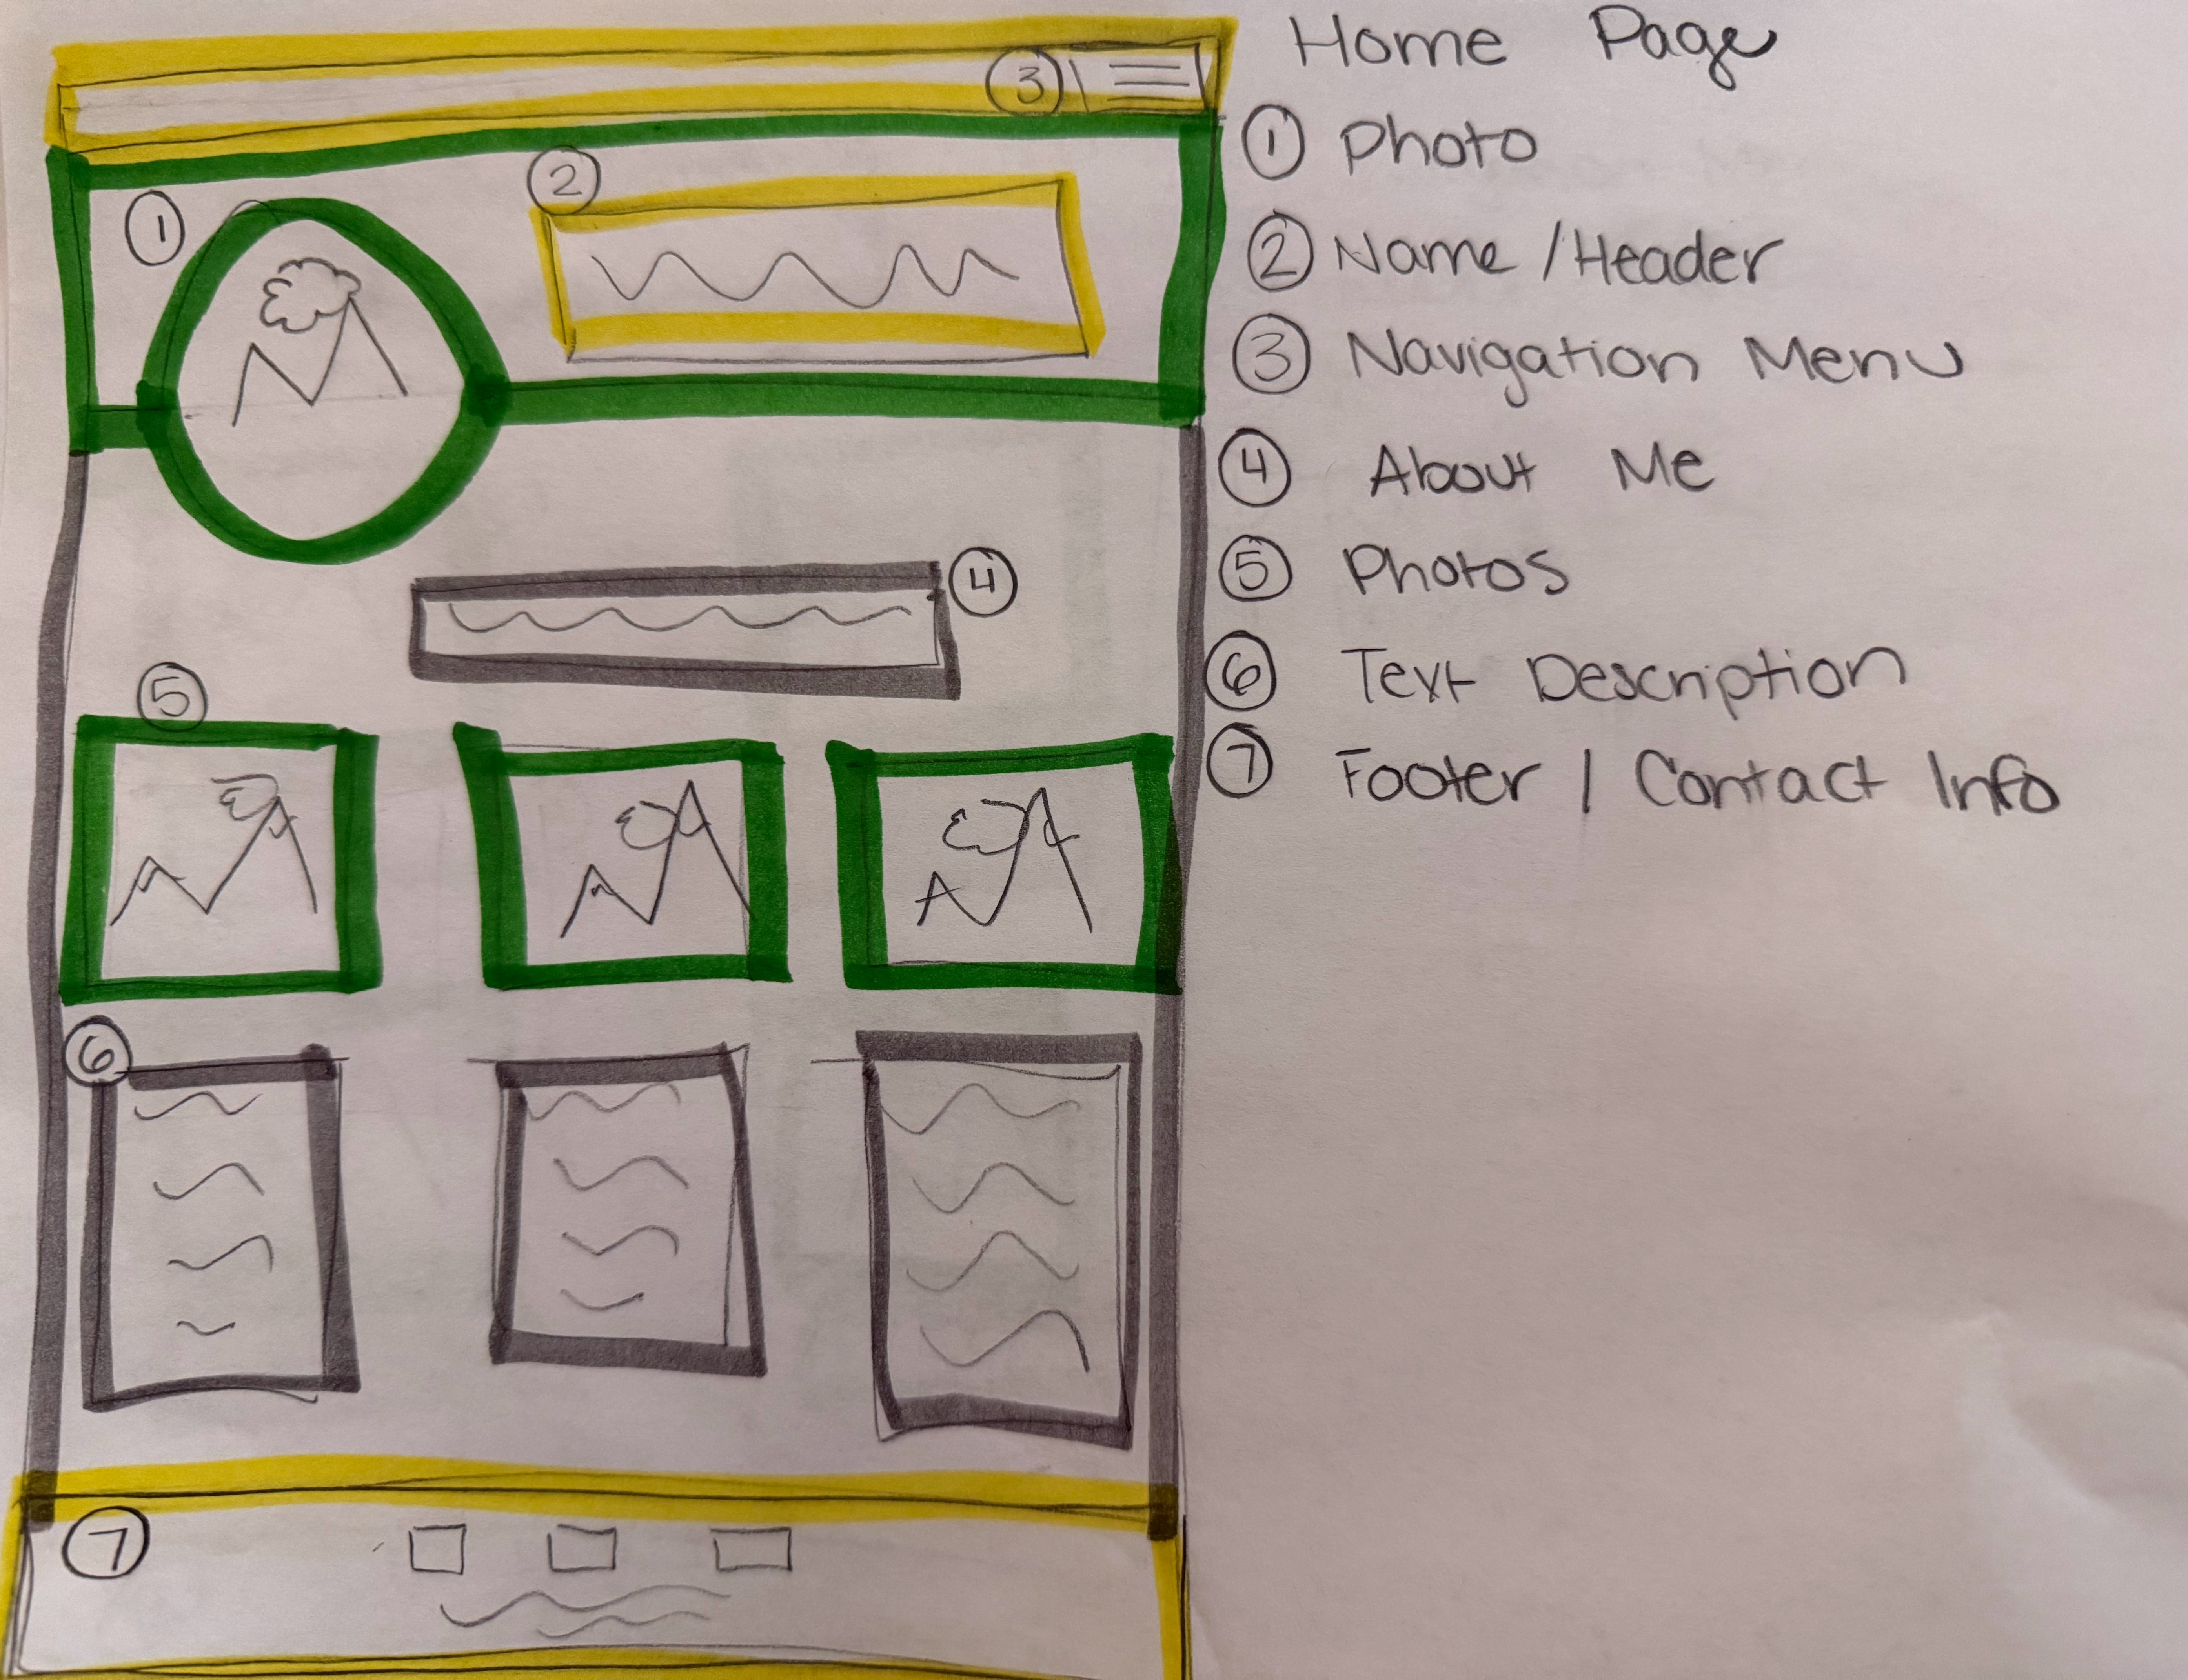 Home Page
① Photo
② Name / Header
③ Navigation Menu
④ About Me
⑤ Photos
⑥ Text Description
⑦ Footer | Contact Info
③
②
①
④
⑤
⑥
⑦